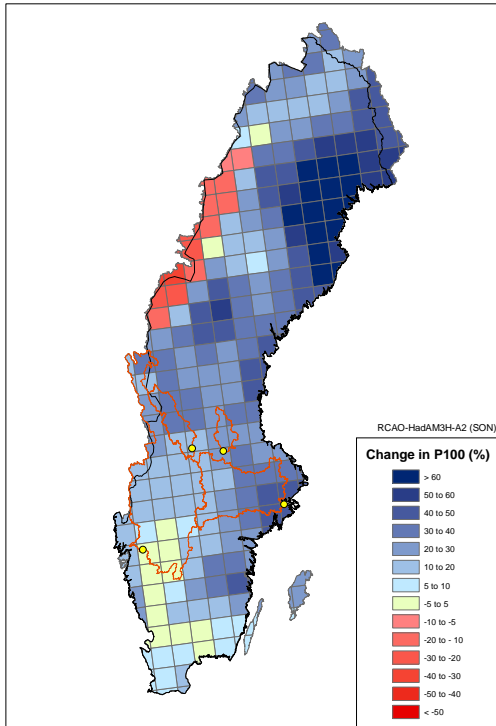 RCAO-HadAM3H-A2 (SON)
Change in P100 (%)
> 60
50 to 60
40 to 50
30 to 40
20 to 30
10 to 20
5 to 10
-5 to 5
-10 to -5
-20 to - 10
-30 to -20
-40 to -30
-50 to -40
< -50